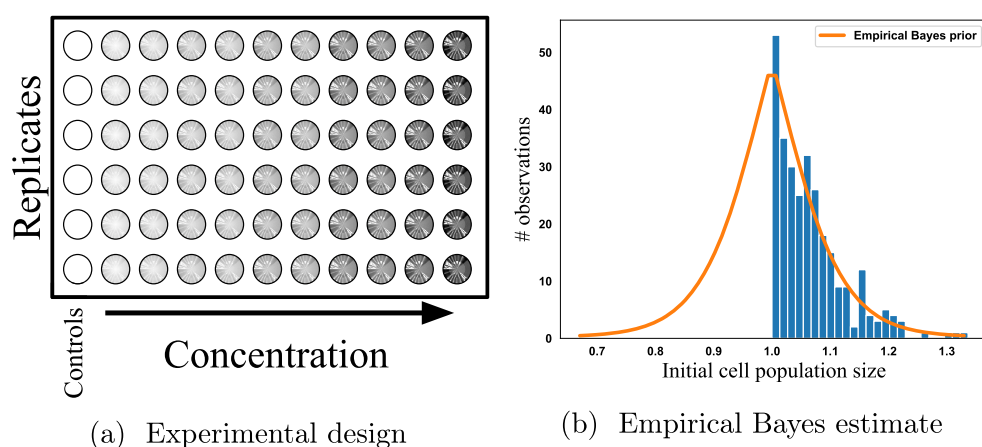 Replicates
Controls
Concentration
(a) Experimental design
Empirical Bayes prior
# observations
50
40
30
20
10
0
0.7 0.8 0.9 1.0 1.1 1.2 1.3
Initial cell population size
(b) Empirical Bayes estimate